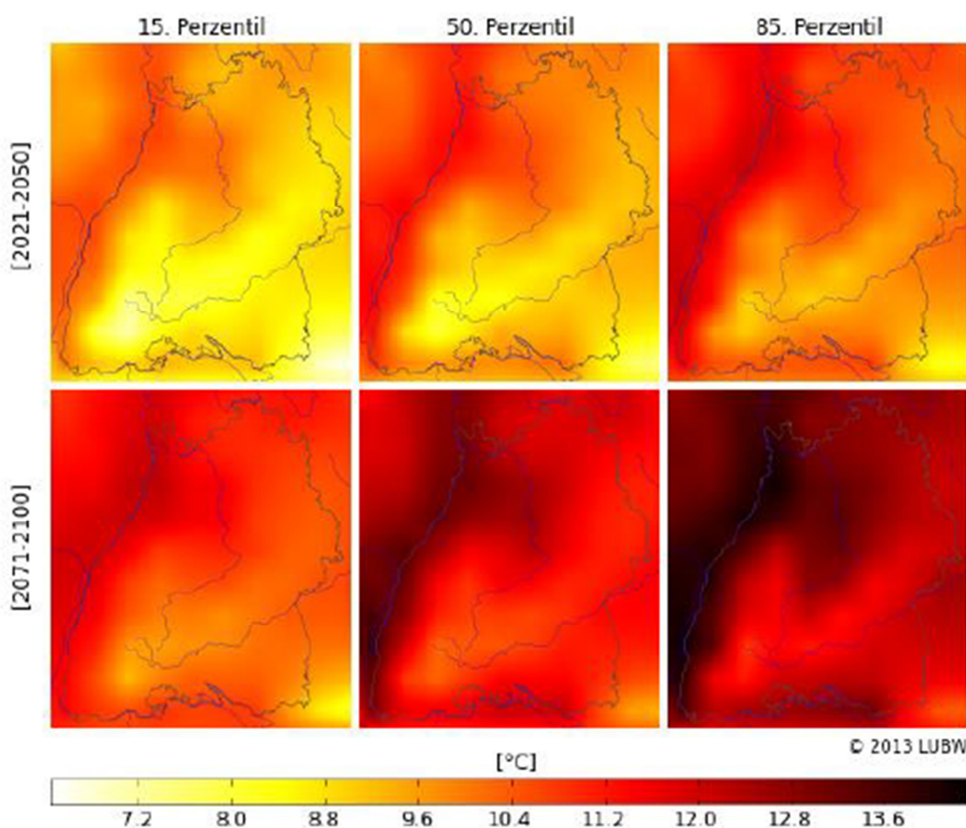 15. Perzentil 50. Perzentil 85. Perzentil
[2021-2050]
[2071-2100]
© 2013 LUBW
[°C]
7.2 8.0 8.8 9.6 10.4 11.2 12.0 12.8 13.6